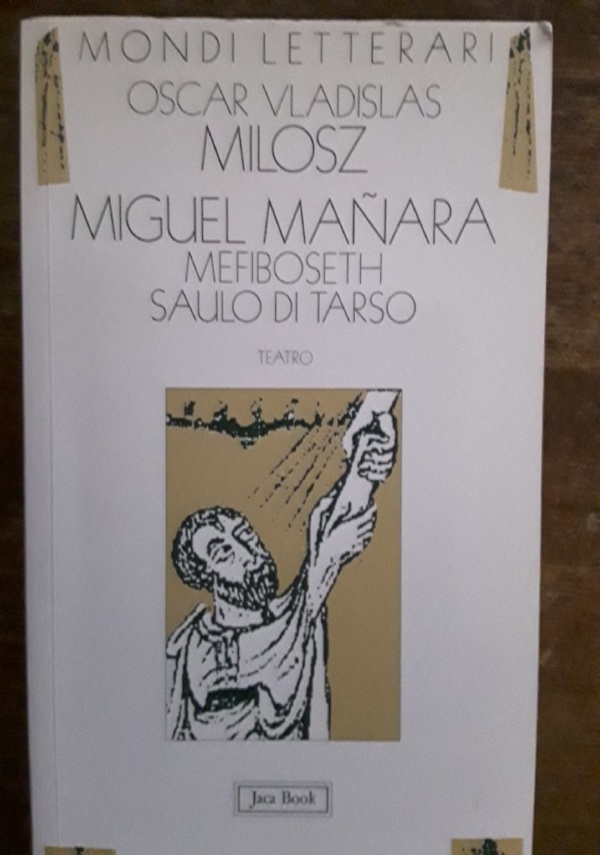 MONDI LETTERARI
OSCAR VLADISLAS
MILOSZ
MIGUEL MAÑARA
MEFIBOSETH
SAULO DI TARSO
TEATRO
Jaca Book